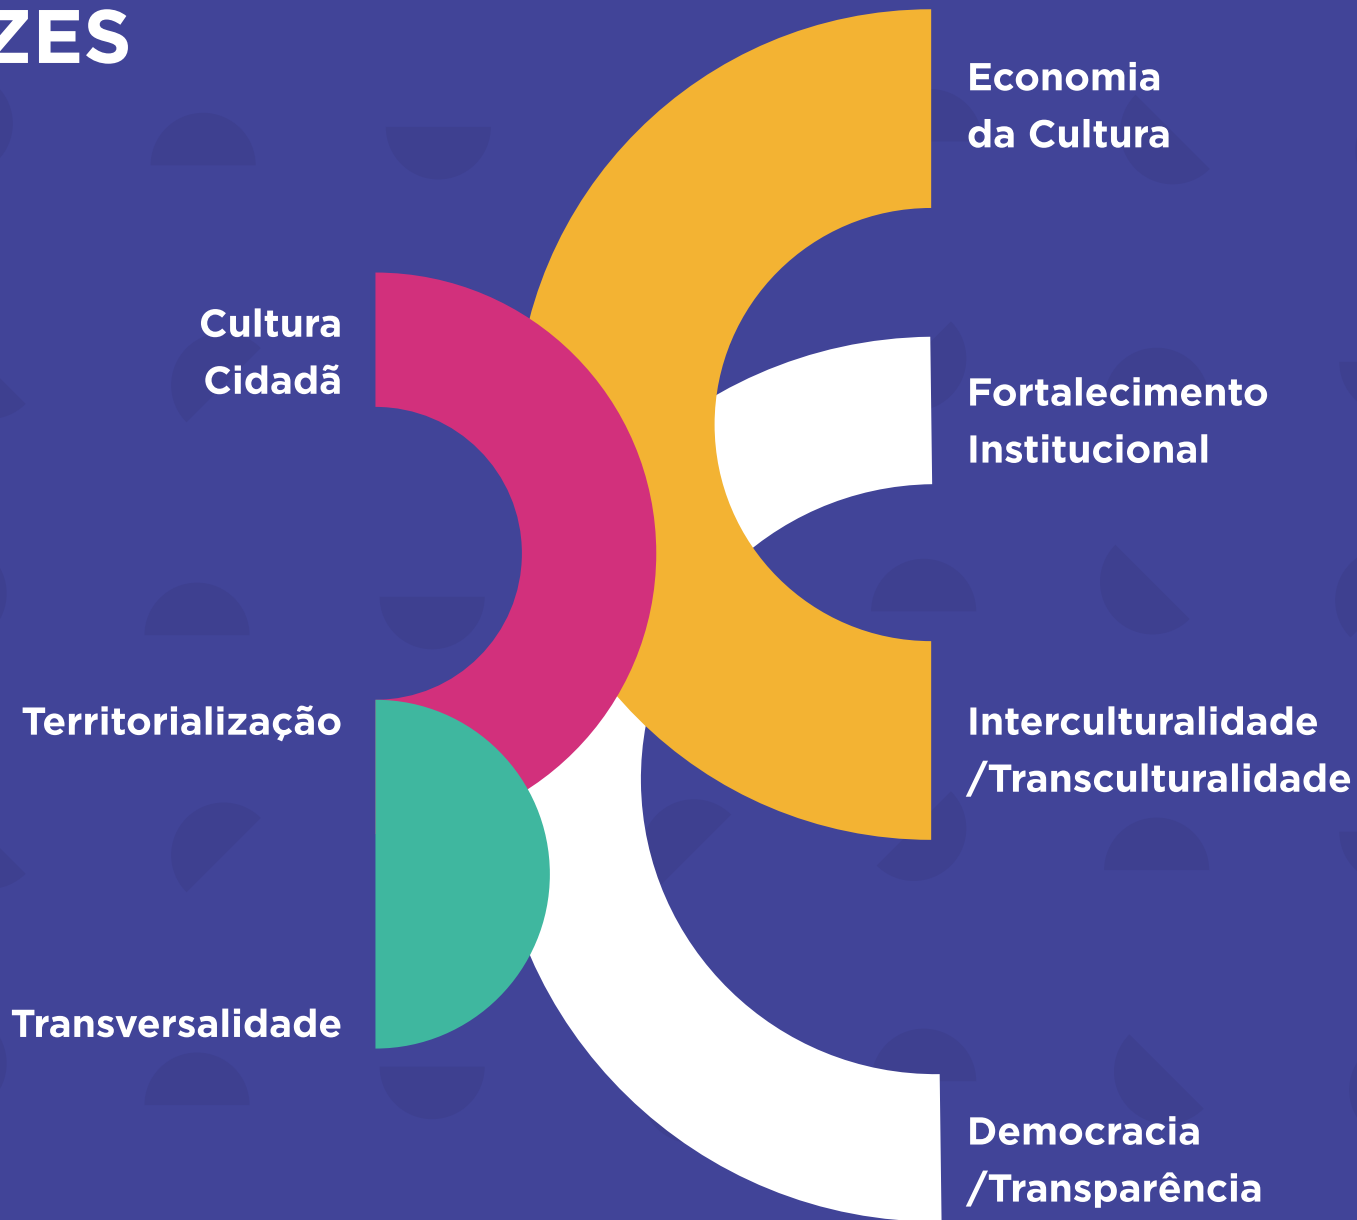 ZES
Economia
da Cultura
Cultura
Cidadã
Fortalecimento
Institucional
Territorialização
Interculturalidade
/Transculturalidade
Transversalidade
Democracia
/Transparência